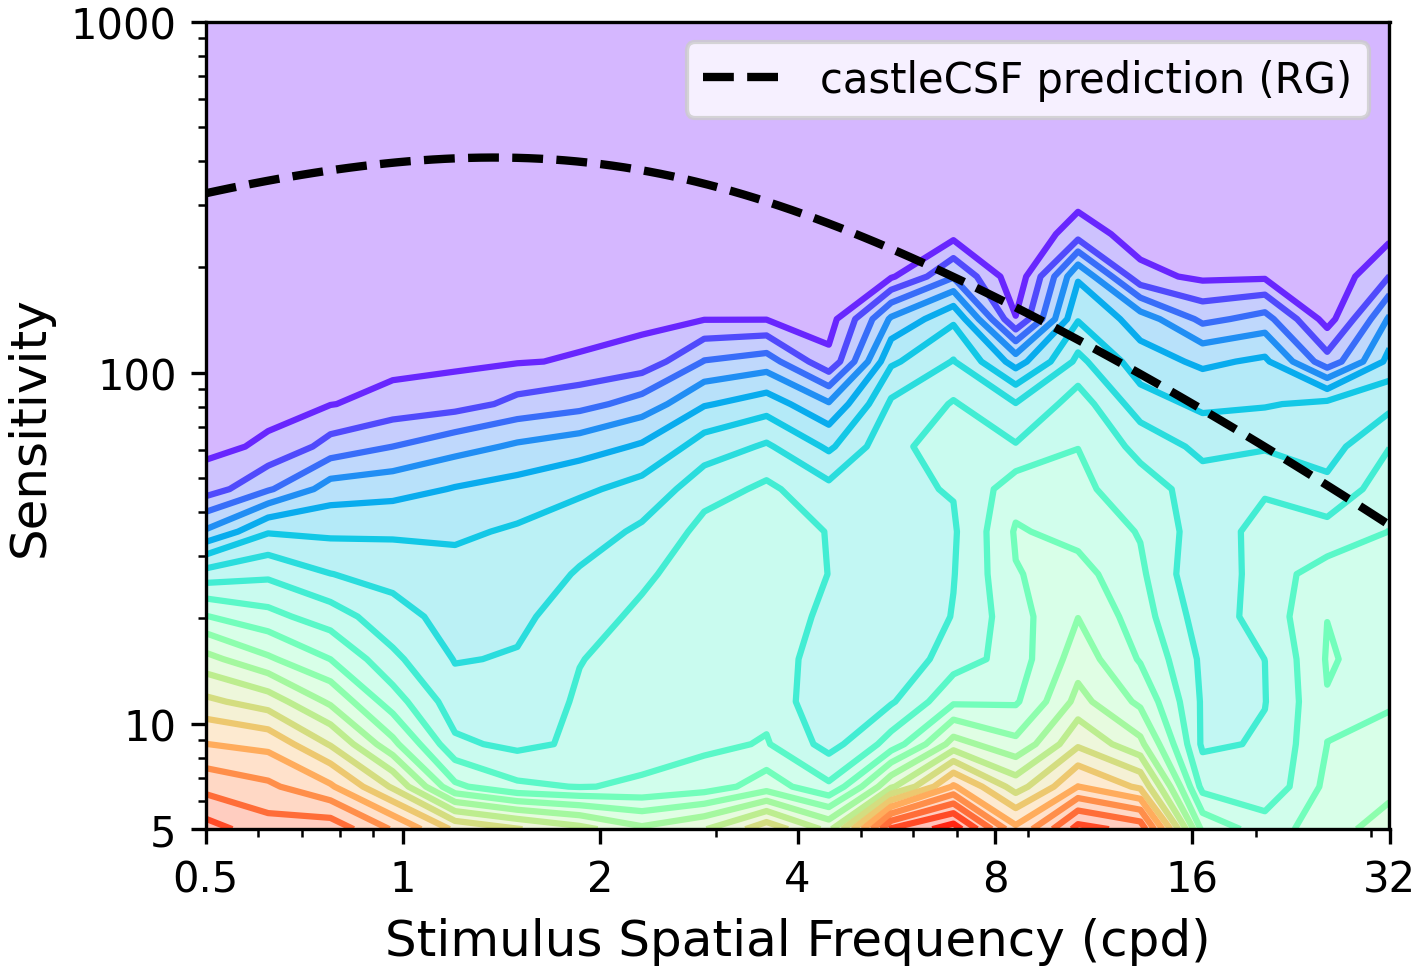 1000
castleCSF prediction (RG)
Sensitivity
100
10
5
0.5 1 2 4 8 16 32
Stimulus Spatial Frequency (cpd)